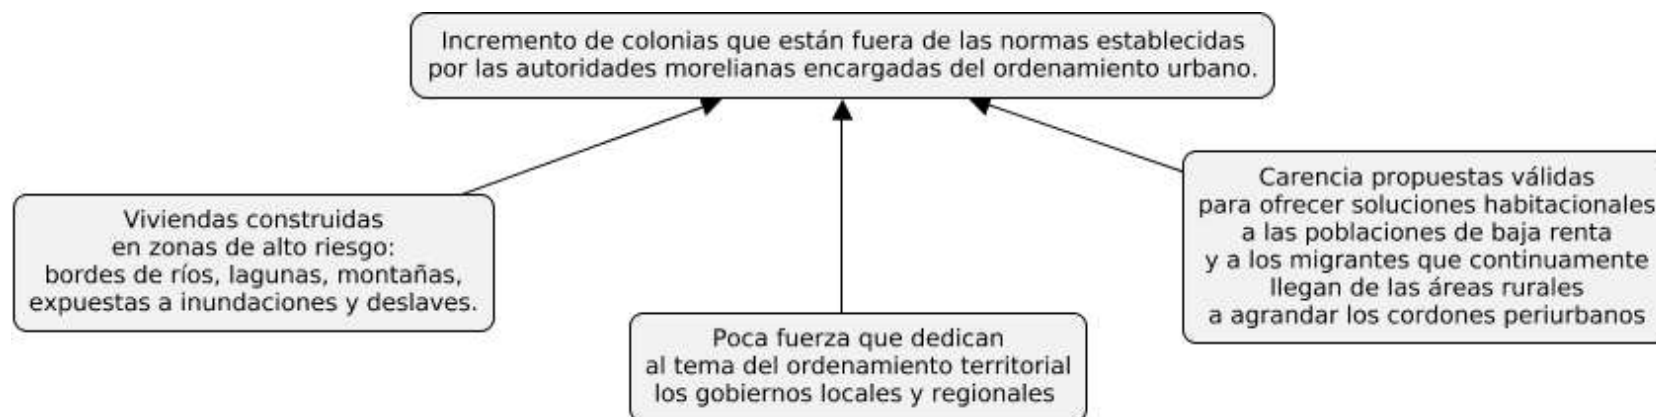 Incremento de colonias que están fuera de las normas establecidas
por las autoridades morelianas encargadas del ordenamiento urbano.
Viviendas construidas
en zonas de alto riesgo:
bordes de ríos, lagunas, montañas,
expuestas a inundaciones y deslaves.
Poca fuerza que dedican
al tema del ordenamiento territorial
los gobiernos locales y regionales
Carencia propuestas válidas
para ofrecer soluciones habitacionales
a las poblaciones de baja renta
y a los migrantes que continuamente
llegan de las áreas rurales
a agrandar los cordones periurbanos